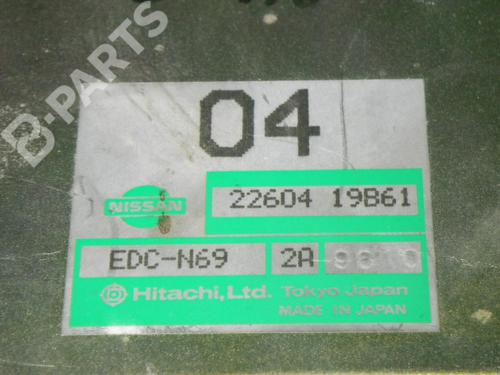 B-PARTS
04
NISSAN
22604 19B61
EDC-N69 2A
Hitachi, Ltd. Tokyo Japan
MADE IN JAPAN